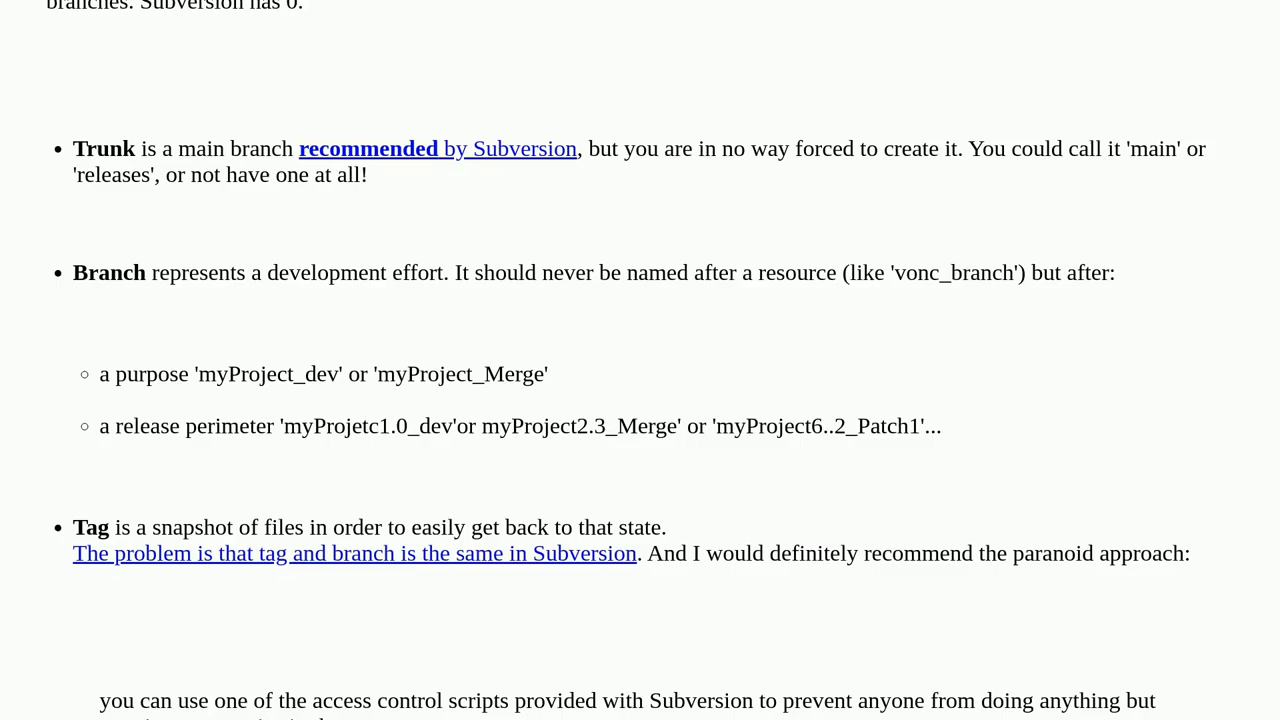 branches. Subversion has 0.
• Trunk is a main branch recommended by Subversion, but you are in no way forced to create it. You could call it 'main' or
'releases', or not have one at all!
• Branch represents a development effort. It should never be named after a resource (like 'vonc_branch') but after:
◦ a purpose 'myProject_dev' or 'myProject_Merge'
◦ a release perimeter 'myProjetc1.0_dev'or myProject2.3_Merge' or 'myProject6..2_Patch1'...
• Tag is a snapshot of files in order to easily get back to that state.
The problem is that tag and branch is the same in Subversion. And I would definitely recommend the paranoid approach:
you can use one of the access control scripts provided with Subversion to prevent anyone from doing anything but